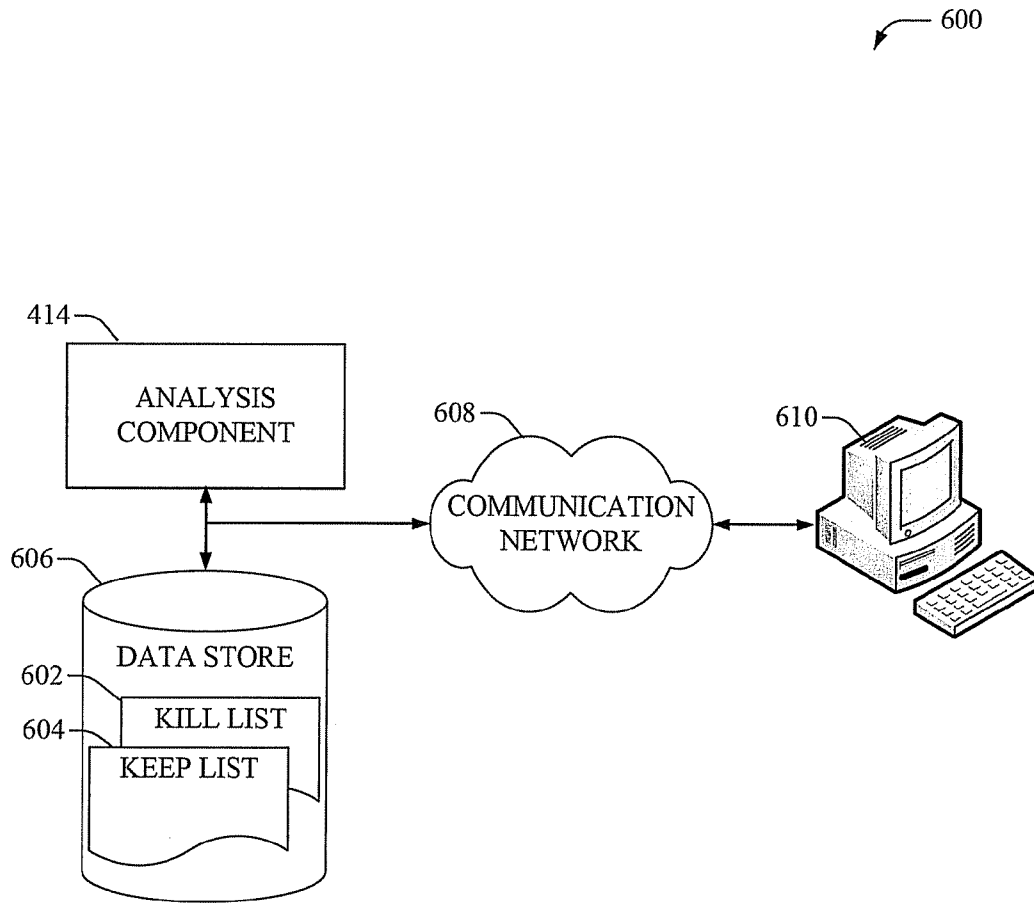 600
414
ANALYSIS
COMPONENT
608
COMMUNICATION
NETWORK
610
606
DATA STORE
602
KILL LIST
604
KEEP LIST